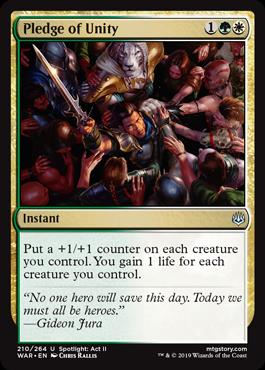 Pledge of Unity 1
Instant
Put a +1/+1 counter on each creature
you control. You gain 1 life for each
creature you control.
“No one hero will save this day. Today we
must all be heroes.”
—Gideon Jura
210/264 U Spotlight: Act II
WAR • EN Chris Rallis
mtgstory.com
™ & © 2019 Wizards of the Coast